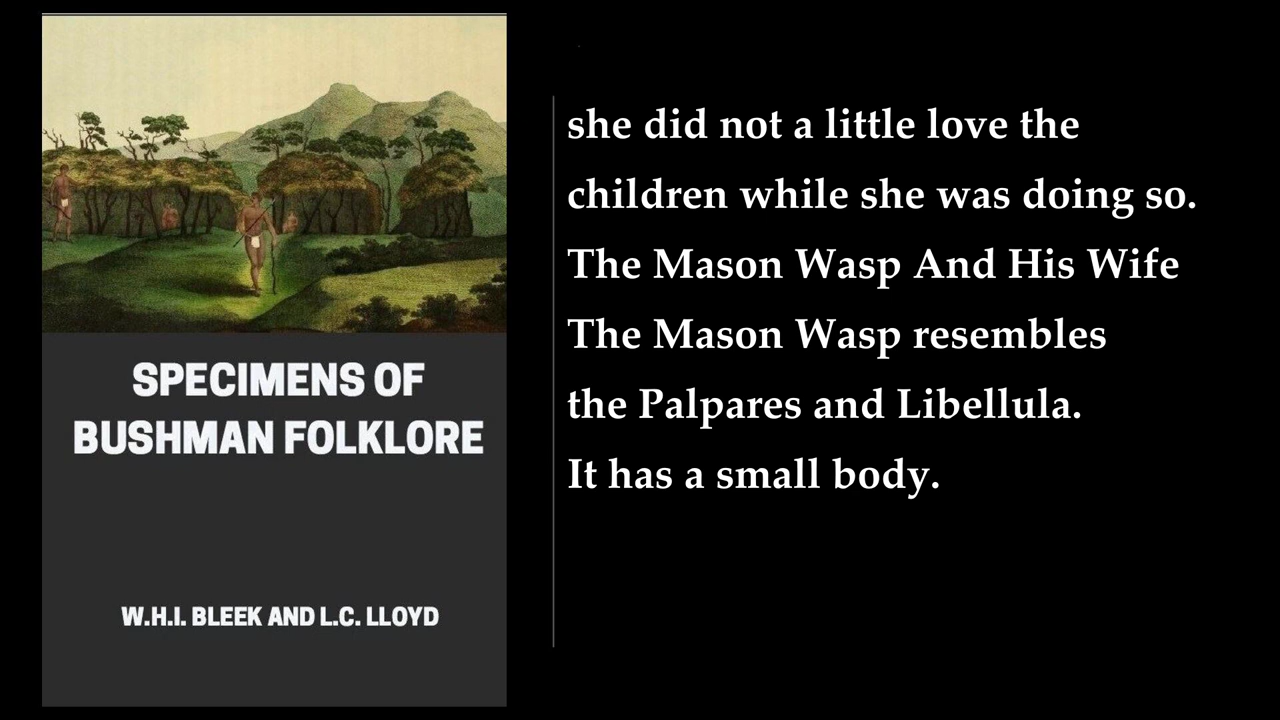 SPECIMENS OF
BUSHMAN FOLKLORE
W.H.I. BLEEK AND L.C. LLOYD
she did not a little love the
children while she was doing so.
The Mason Wasp And His Wife
The Mason Wasp resembles
the Palpares and Libellula.
It has a small body.